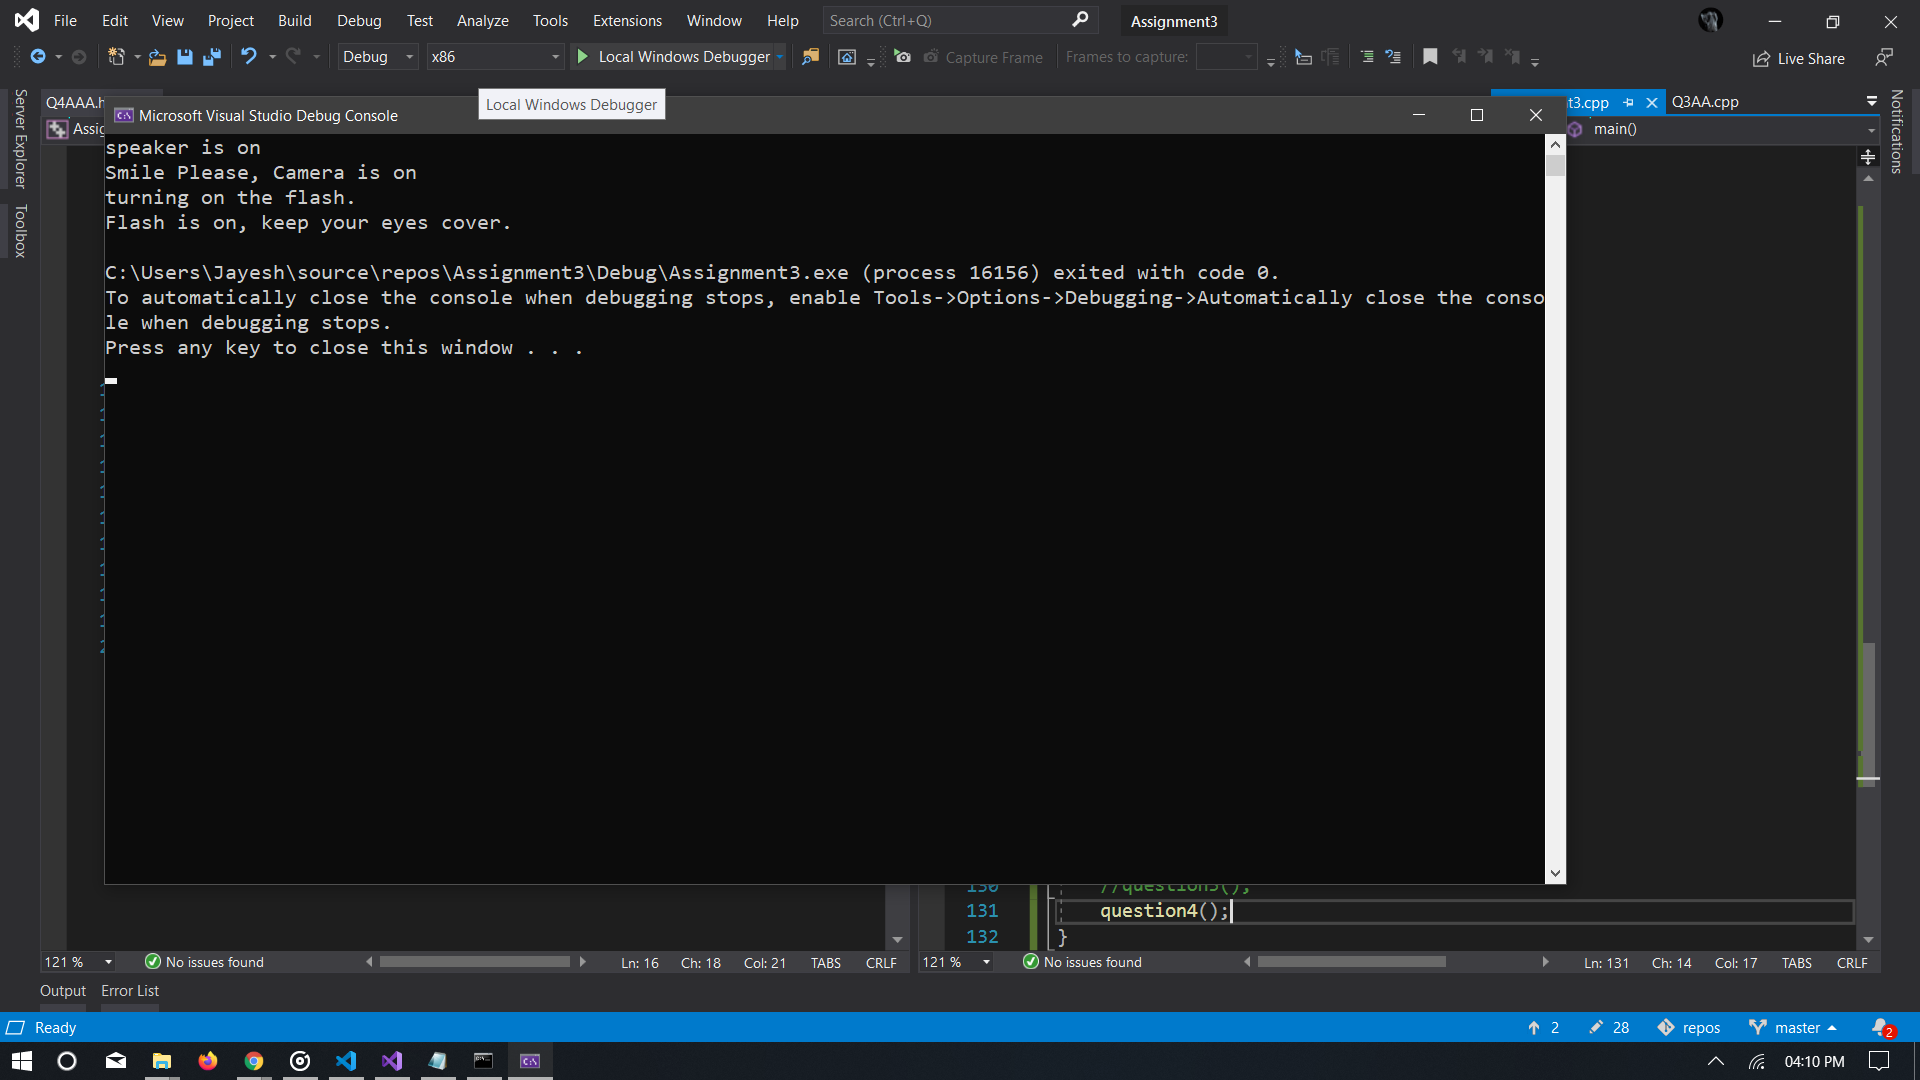 File Edit View Project Build Debug Test Analyze Tools Extensions Window Help Search (Ctrl+Q) Assignment3
Debug x86 Local Windows Debugger Capture Frame Frames to capture: Live Share
Server Explorer
Toolbox
Q4AAA.h
Local Windows Debugger
t3.cpp Q3AA.cpp
Notifications
Assig
Microsoft Visual Studio Debug Console
main()
speaker is on
Smile Please, Camera is on
turning on the flash.
Flash is on, keep your eyes cover.
C:\Users\Jayesh\source\repos\Assignment3\Debug\Assignment3.exe (process 16156) exited with code 0.
To automatically close the console when debugging stops, enable Tools->Options->Debugging->Automatically close the conso
le when debugging stops.
Press any key to close this window . . .
130 //question3();
131 question4();
132 }
121 % No issues found Ln: 16 Ch: 18 Col: 21 TABS CRLF
121 % No issues found Ln: 131 Ch: 14 Col: 17 TABS CRLF
Output Error List
Ready 2 28 repos master 2
04:10 PM